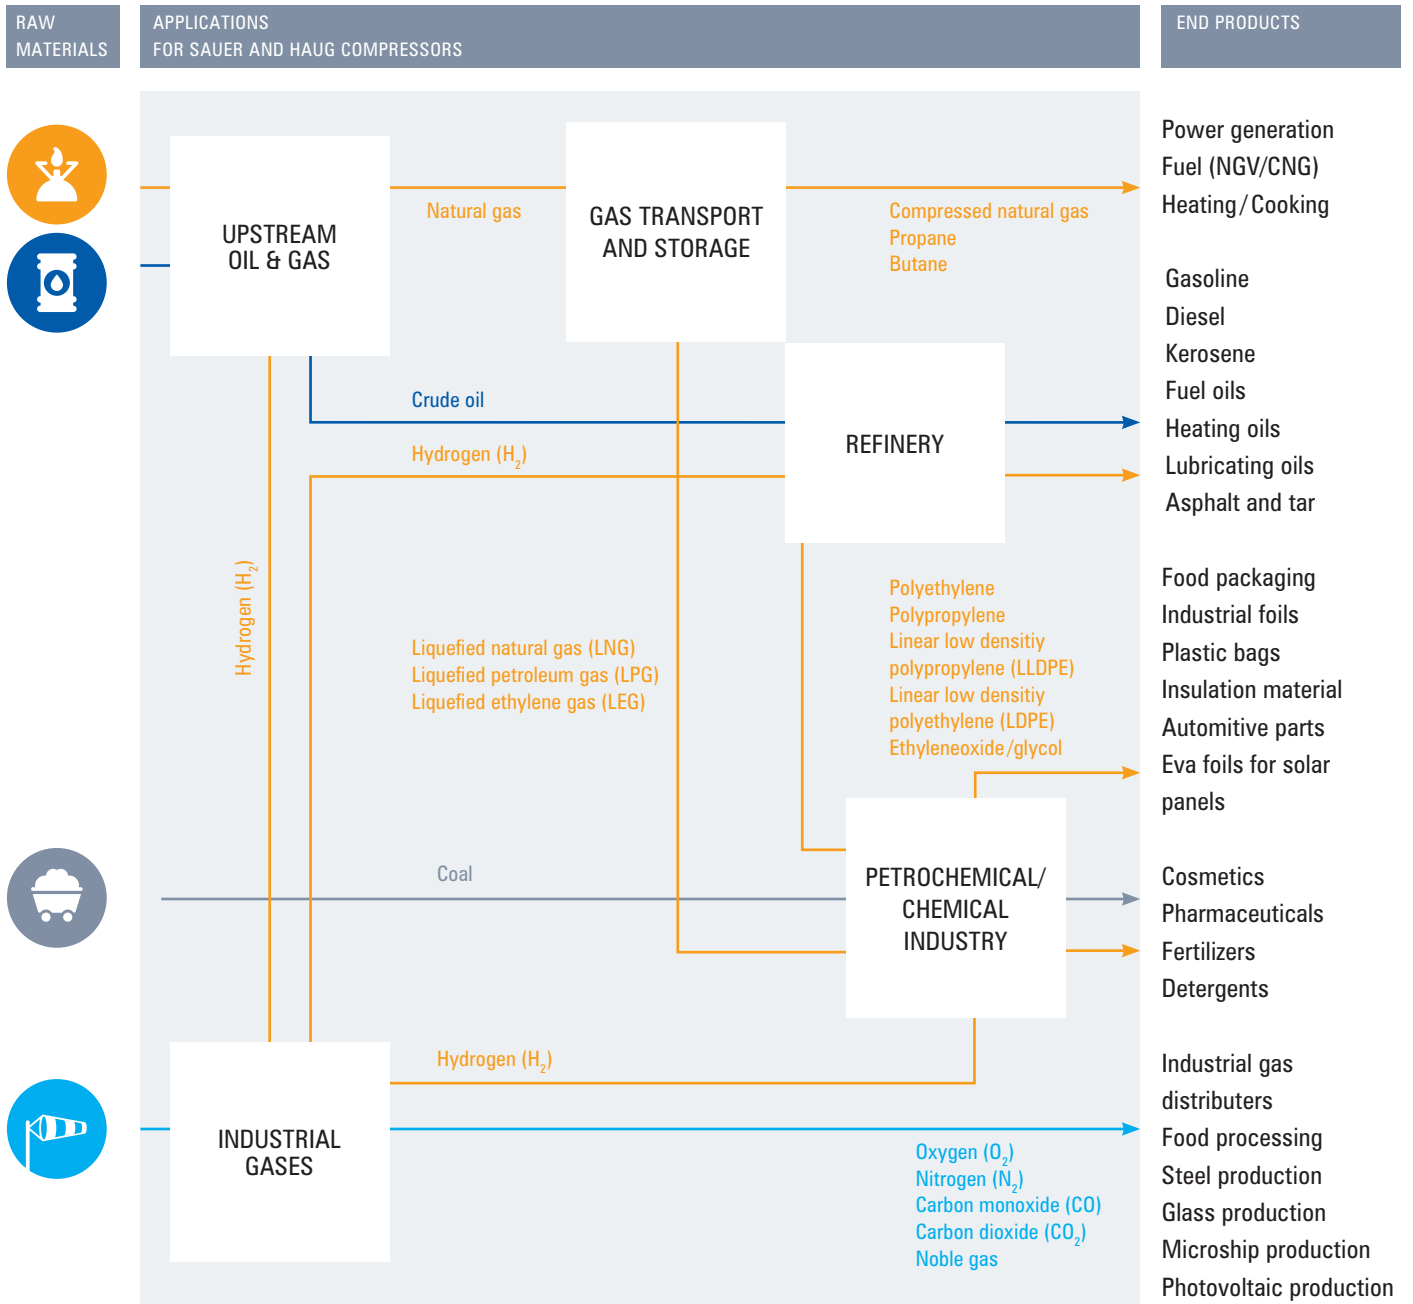 RAW
MATERIALS
APPLICATIONS
FOR SAUER AND HAUG COMPRESSORS
END PRODUCTS
UPSTREAM
OIL & GAS
Natural gas
GAS TRANSPORT
AND STORAGE
Compressed natural gas
Propane
Butane
Power generation
Fuel (NGV/CNG)
Heating/Cooking
Crude oil
Hydrogen (H₂)
REFINERY
Gasoline
Diesel
Kerosene
Fuel oils
Heating oils
Lubricating oils
Asphalt and tar
Hydrogen (H₂)
Liquefied natural gas (LNG)
Liquefied petroleum gas (LPG)
Liquefied ethylene gas (LEG)
Polyethylene
Polypropylene
Linear low densitiy
polypropylene (LLDPE)
Linear low densitiy
polyethylene (LDPE)
Ethyleneoxide/glycol
Food packaging
Industrial foils
Plastic bags
Insulation material
Automitive parts
Eva foils for solar
panels
Coal
PETROCHEMICAL/
CHEMICAL
INDUSTRY
Cosmetics
Pharmaceuticals
Fertilizers
Detergents
Hydrogen (H₂)
INDUSTRIAL
GASES
Oxygen (O₂)
Nitrogen (N₂)
Carbon monoxide (CO)
Carbon dioxide (CO₂)
Noble gas
Industrial gas
distributers
Food processing
Steel production
Glass production
Microship production
Photovoltaic production